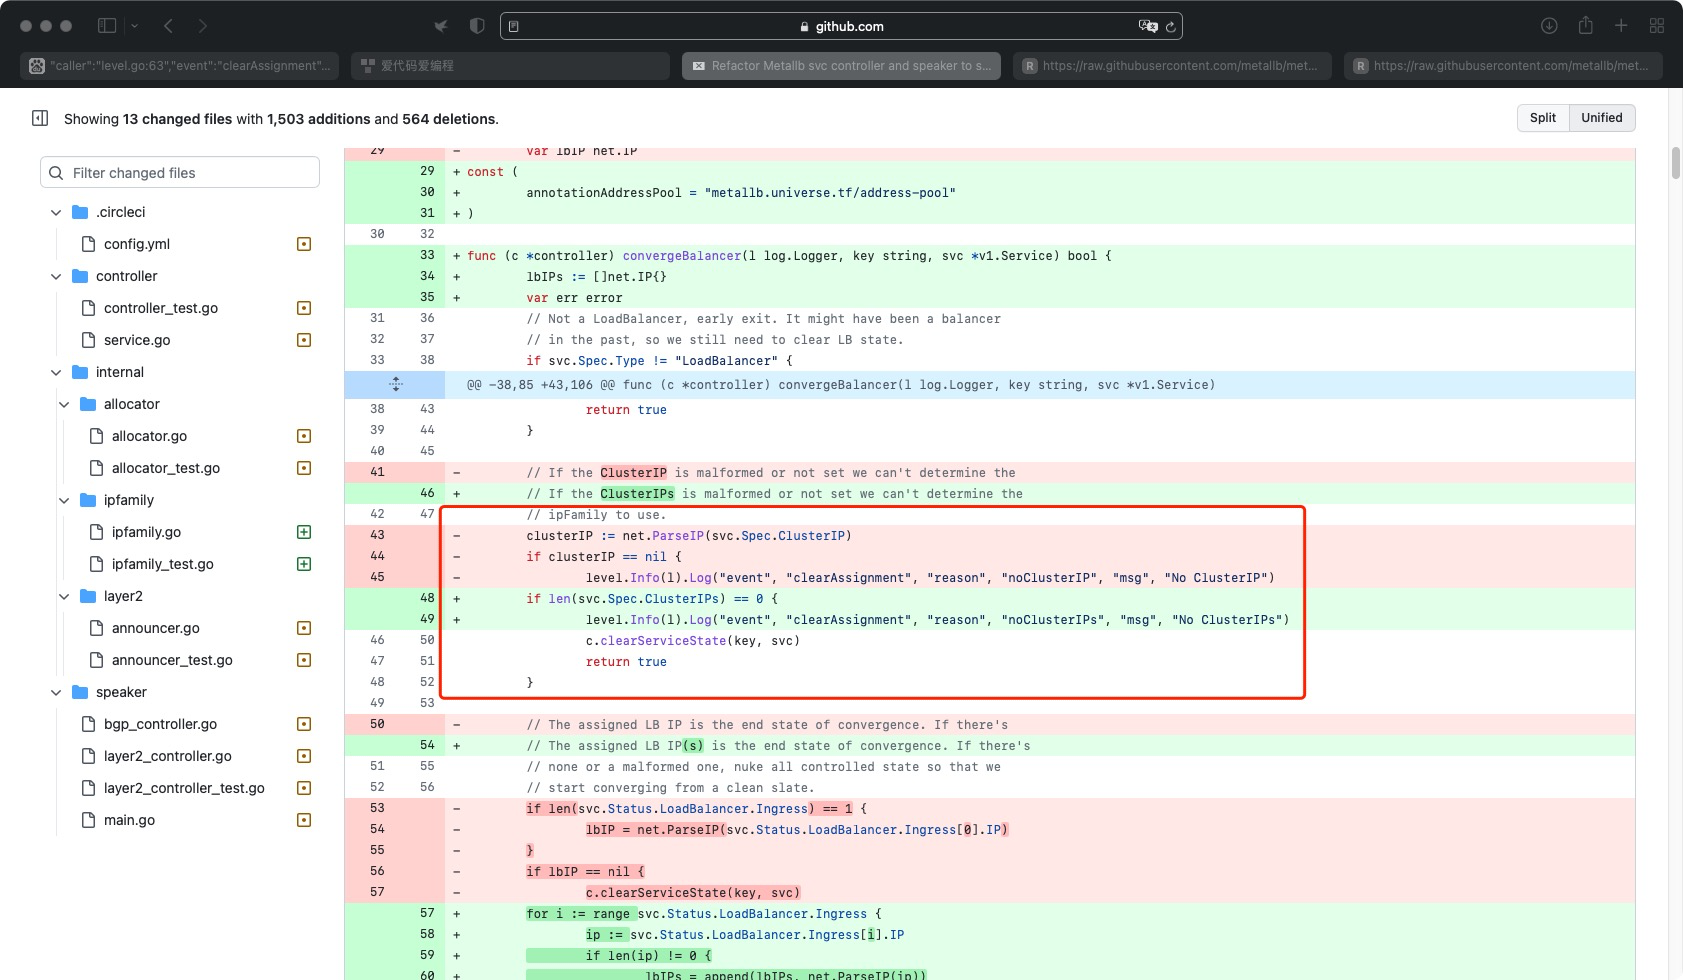 github.com
"caller":"level.go:63","event":"clearAssignment"...
爱代码爱编程
Refactor Metallb svc controller and speaker to s...
R
https://raw.githubusercontent.com/metallb/met...
R
https://raw.githubusercontent.com/metallb/met...
Showing 13 changed files with 1,503 additions and 564 deletions.
Split
Unified
Filter changed files
.circleci
config.yml
controller
controller_test.go
service.go
internal
allocator
allocator.go
allocator_test.go
ipfamily
ipfamily.go
ipfamily_test.go
layer2
announcer.go
announcer_test.go
speaker
bgp_controller.go
layer2_controller.go
layer2_controller_test.go
main.go
29 - var lbIP net.IP
29 + const (
30 + annotationAddressPool = "metallb.universe.tf/address-pool"
31 + )
30 32
33 + func (c *controller) convergeBalancer(l log.Logger, key string, svc *v1.Service) bool {
34 + lbIPs := []net.IP{}
35 + var err error
31 36 // Not a LoadBalancer, early exit. It might have been a balancer
32 37 // in the past, so we still need to clear LB state.
33 38 if svc.Spec.Type != "LoadBalancer" {
@@ -38,85 +43,106 @@ func (c *controller) convergeBalancer(l log.Logger, key string, svc *v1.Service)
38 43 return true
39 44 }
40 45
41 - // If the ClusterIP is malformed or not set we can't determine the
46 + // If the ClusterIPs is malformed or not set we can't determine the
42 47 // ipFamily to use.
43 - clusterIP := net.ParseIP(svc.Spec.ClusterIP)
44 - if clusterIP == nil {
45 - level.Info(l).Log("event", "clearAssignment", "reason", "noClusterIP", "msg", "No ClusterIP")
48 + if len(svc.Spec.ClusterIPs) == 0 {
49 + level.Info(l).Log("event", "clearAssignment", "reason", "noClusterIPs", "msg", "No ClusterIPs")
46 50 c.clearServiceState(key, svc)
47 51 return true
48 52 }
49 53
50 - // The assigned LB IP is the end state of convergence. If there's
54 + // The assigned LB IP(s) is the end state of convergence. If there's
51 55 // none or a malformed one, nuke all controlled state so that we
52 56 // start converging from a clean slate.
53 - if len(svc.Status.LoadBalancer.Ingress) == 1 {
54 - lbIP = net.ParseIP(svc.Status.LoadBalancer.Ingress[0].IP)
55 - }
56 - if lbIP == nil {
57 - c.clearServiceState(key, svc)
57 + for i := range svc.Status.LoadBalancer.Ingress {
58 + ip := svc.Status.LoadBalancer.Ingress[i].IP
59 + if len(ip) != 0 {
60 + lbIPs = append(lbIPs, net.ParseIP(ip))